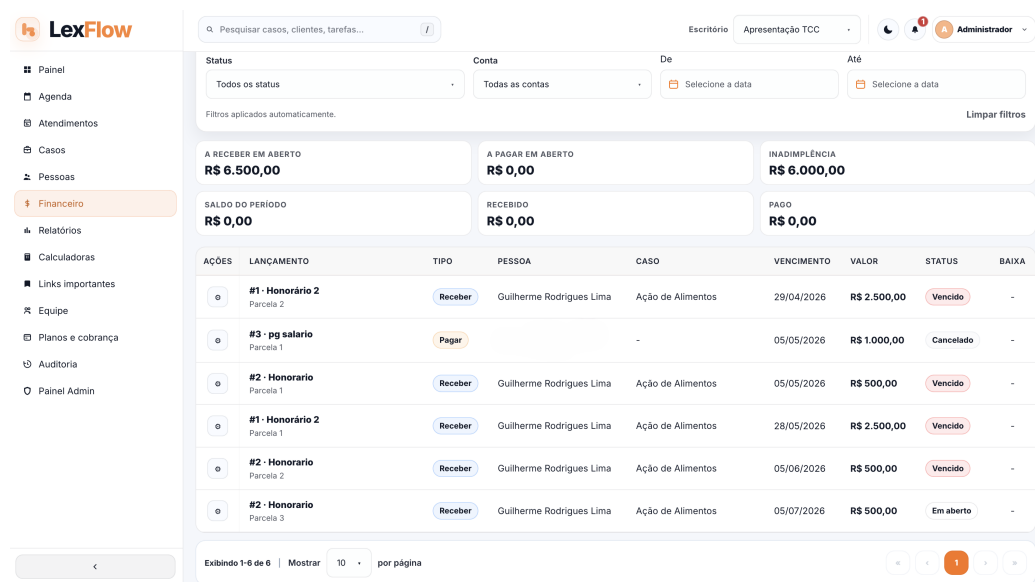 LexFlow
Pesquisar casos, clientes, tarefas... /
Escritório Apresentação TCC
1
A Administrador
Painel
Agenda
Atendimentos
Casos
Pessoas
Financeiro
Relatórios
Calculadoras
Links importantes
Equipe
Planos e cobrança
Auditoria
Painel Admin
Status Conta De Até
Todos os status Todas as contas Selecione a data Selecione a data
Filtros aplicados automaticamente. Limpar filtros
A RECEBER EM ABERTO A PAGAR EM ABERTO INADIMPLÊNCIA
R$ 6.500,00 R$ 0,00 R$ 6.000,00
SALDO DO PERÍODO RECEBIDO PAGO
R$ 0,00 R$ 0,00 R$ 0,00
AÇÕES LANÇAMENTO TIPO PESSOA CASO VENCIMENTO VALOR STATUS BAIXA
#1 · Honorário 2
Parcela 2
Receber Guilherme Rodrigues Lima Ação de Alimentos 29/04/2026 R$ 2.500,00 Vencido -
#3 · pg salario
Parcela 1
Pagar - 05/05/2026 R$ 1.000,00 Cancelado -
#2 · Honorario
Parcela 1
Receber Guilherme Rodrigues Lima Ação de Alimentos 05/05/2026 R$ 500,00 Vencido -
#1 · Honorário 2
Parcela 1
Receber Guilherme Rodrigues Lima Ação de Alimentos 28/05/2026 R$ 2.500,00 Vencido -
#2 · Honorario
Parcela 2
Receber Guilherme Rodrigues Lima Ação de Alimentos 05/06/2026 R$ 500,00 Vencido -
#2 · Honorario
Parcela 3
Receber Guilherme Rodrigues Lima Ação de Alimentos 05/07/2026 R$ 500,00 Em aberto -
Exibindo 1-6 de 6 | Mostrar 10 por página
« ‹ 1 › »